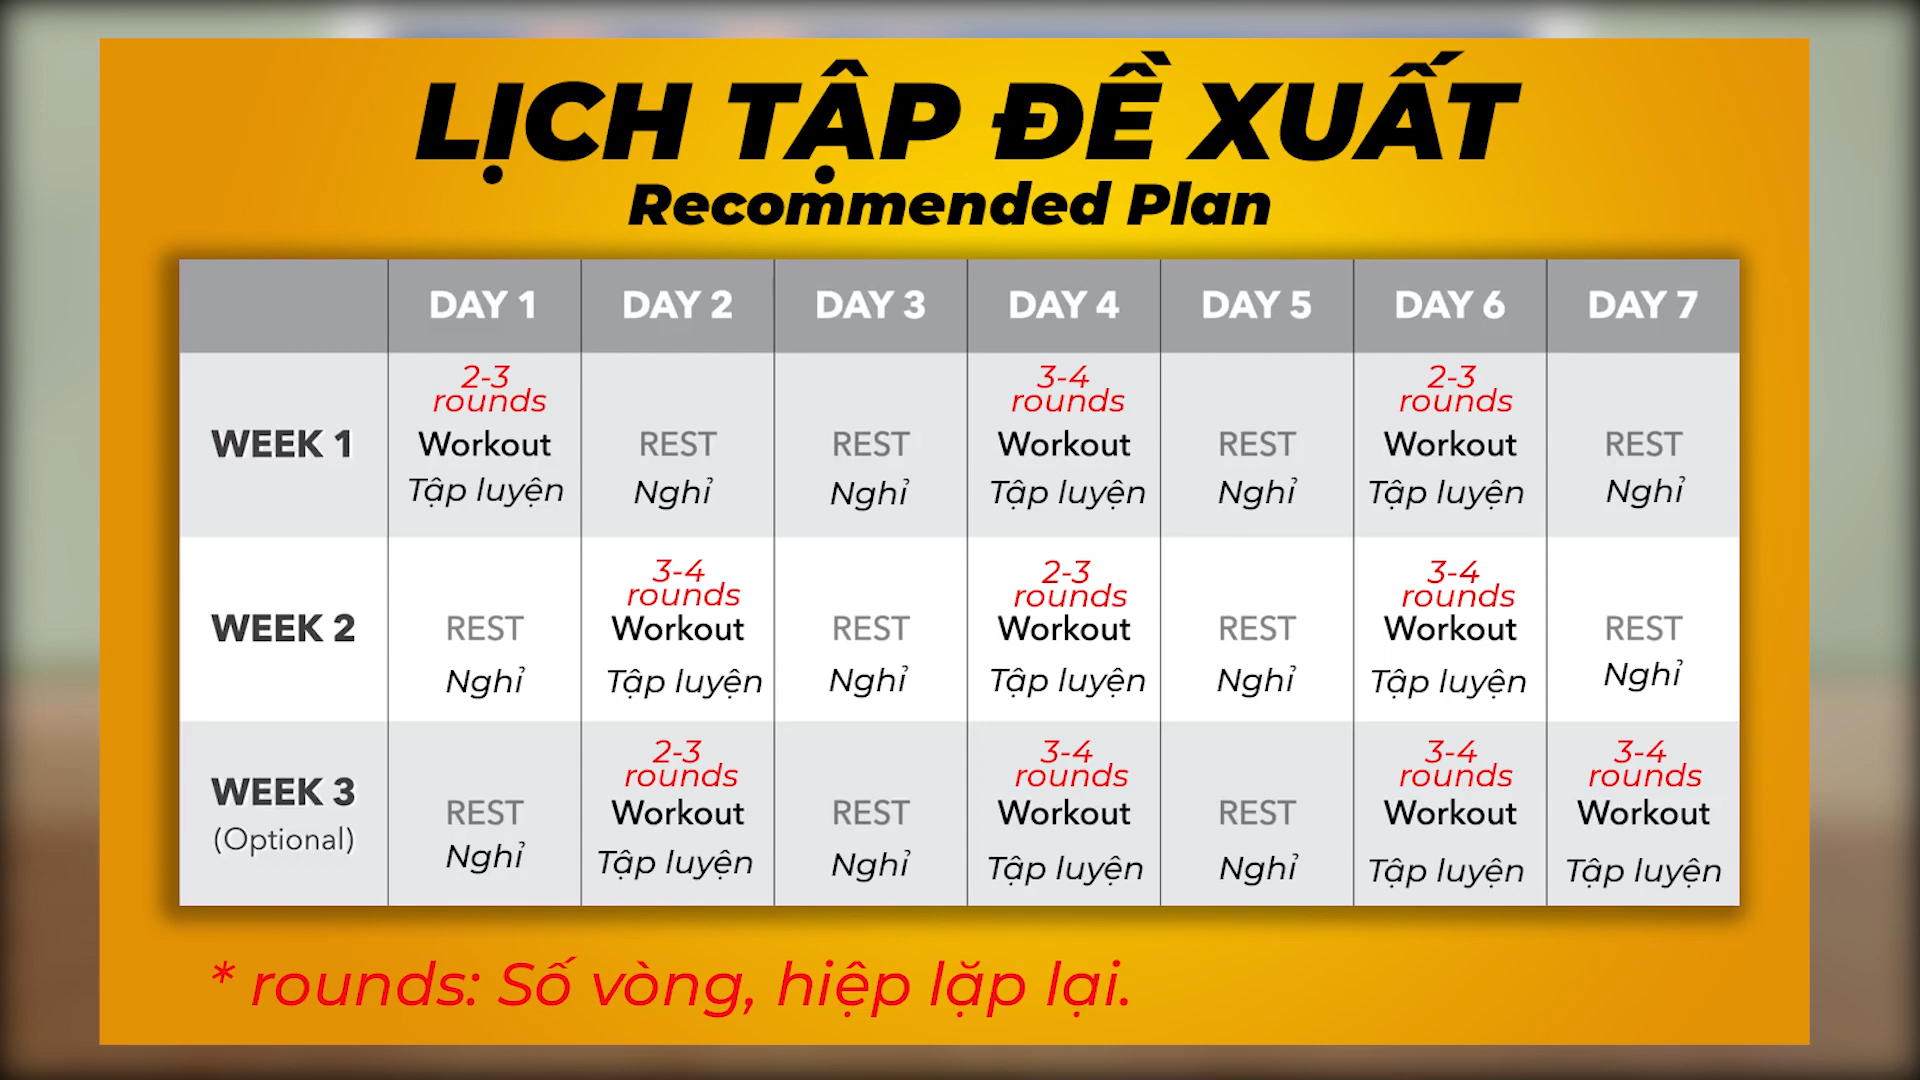 LỊCH TẬP ĐỀ XUẤT
Recommended Plan
DAY 1 DAY 2 DAY 3 DAY 4 DAY 5 DAY 6 DAY 7
2-3 3-4 2-3
rounds rounds rounds
WEEK 1 Workout REST REST Workout REST Workout REST
Tập luyện Nghỉ Nghỉ Tập luyện Nghỉ Tập luyện Nghỉ
3-4 2-3 3-4
rounds rounds rounds
WEEK 2 REST Workout REST Workout REST Workout REST
Nghỉ Tập luyện Nghỉ Tập luyện Nghỉ Tập luyện Nghỉ
2-3 3-4 3-4 3-4
rounds rounds rounds rounds
WEEK 3 REST Workout REST Workout REST Workout Workout
(Optional) Nghỉ Tập luyện Nghỉ Tập luyện Nghỉ Tập luyện Tập luyện
* rounds: Số vòng, hiệp lặp lại.